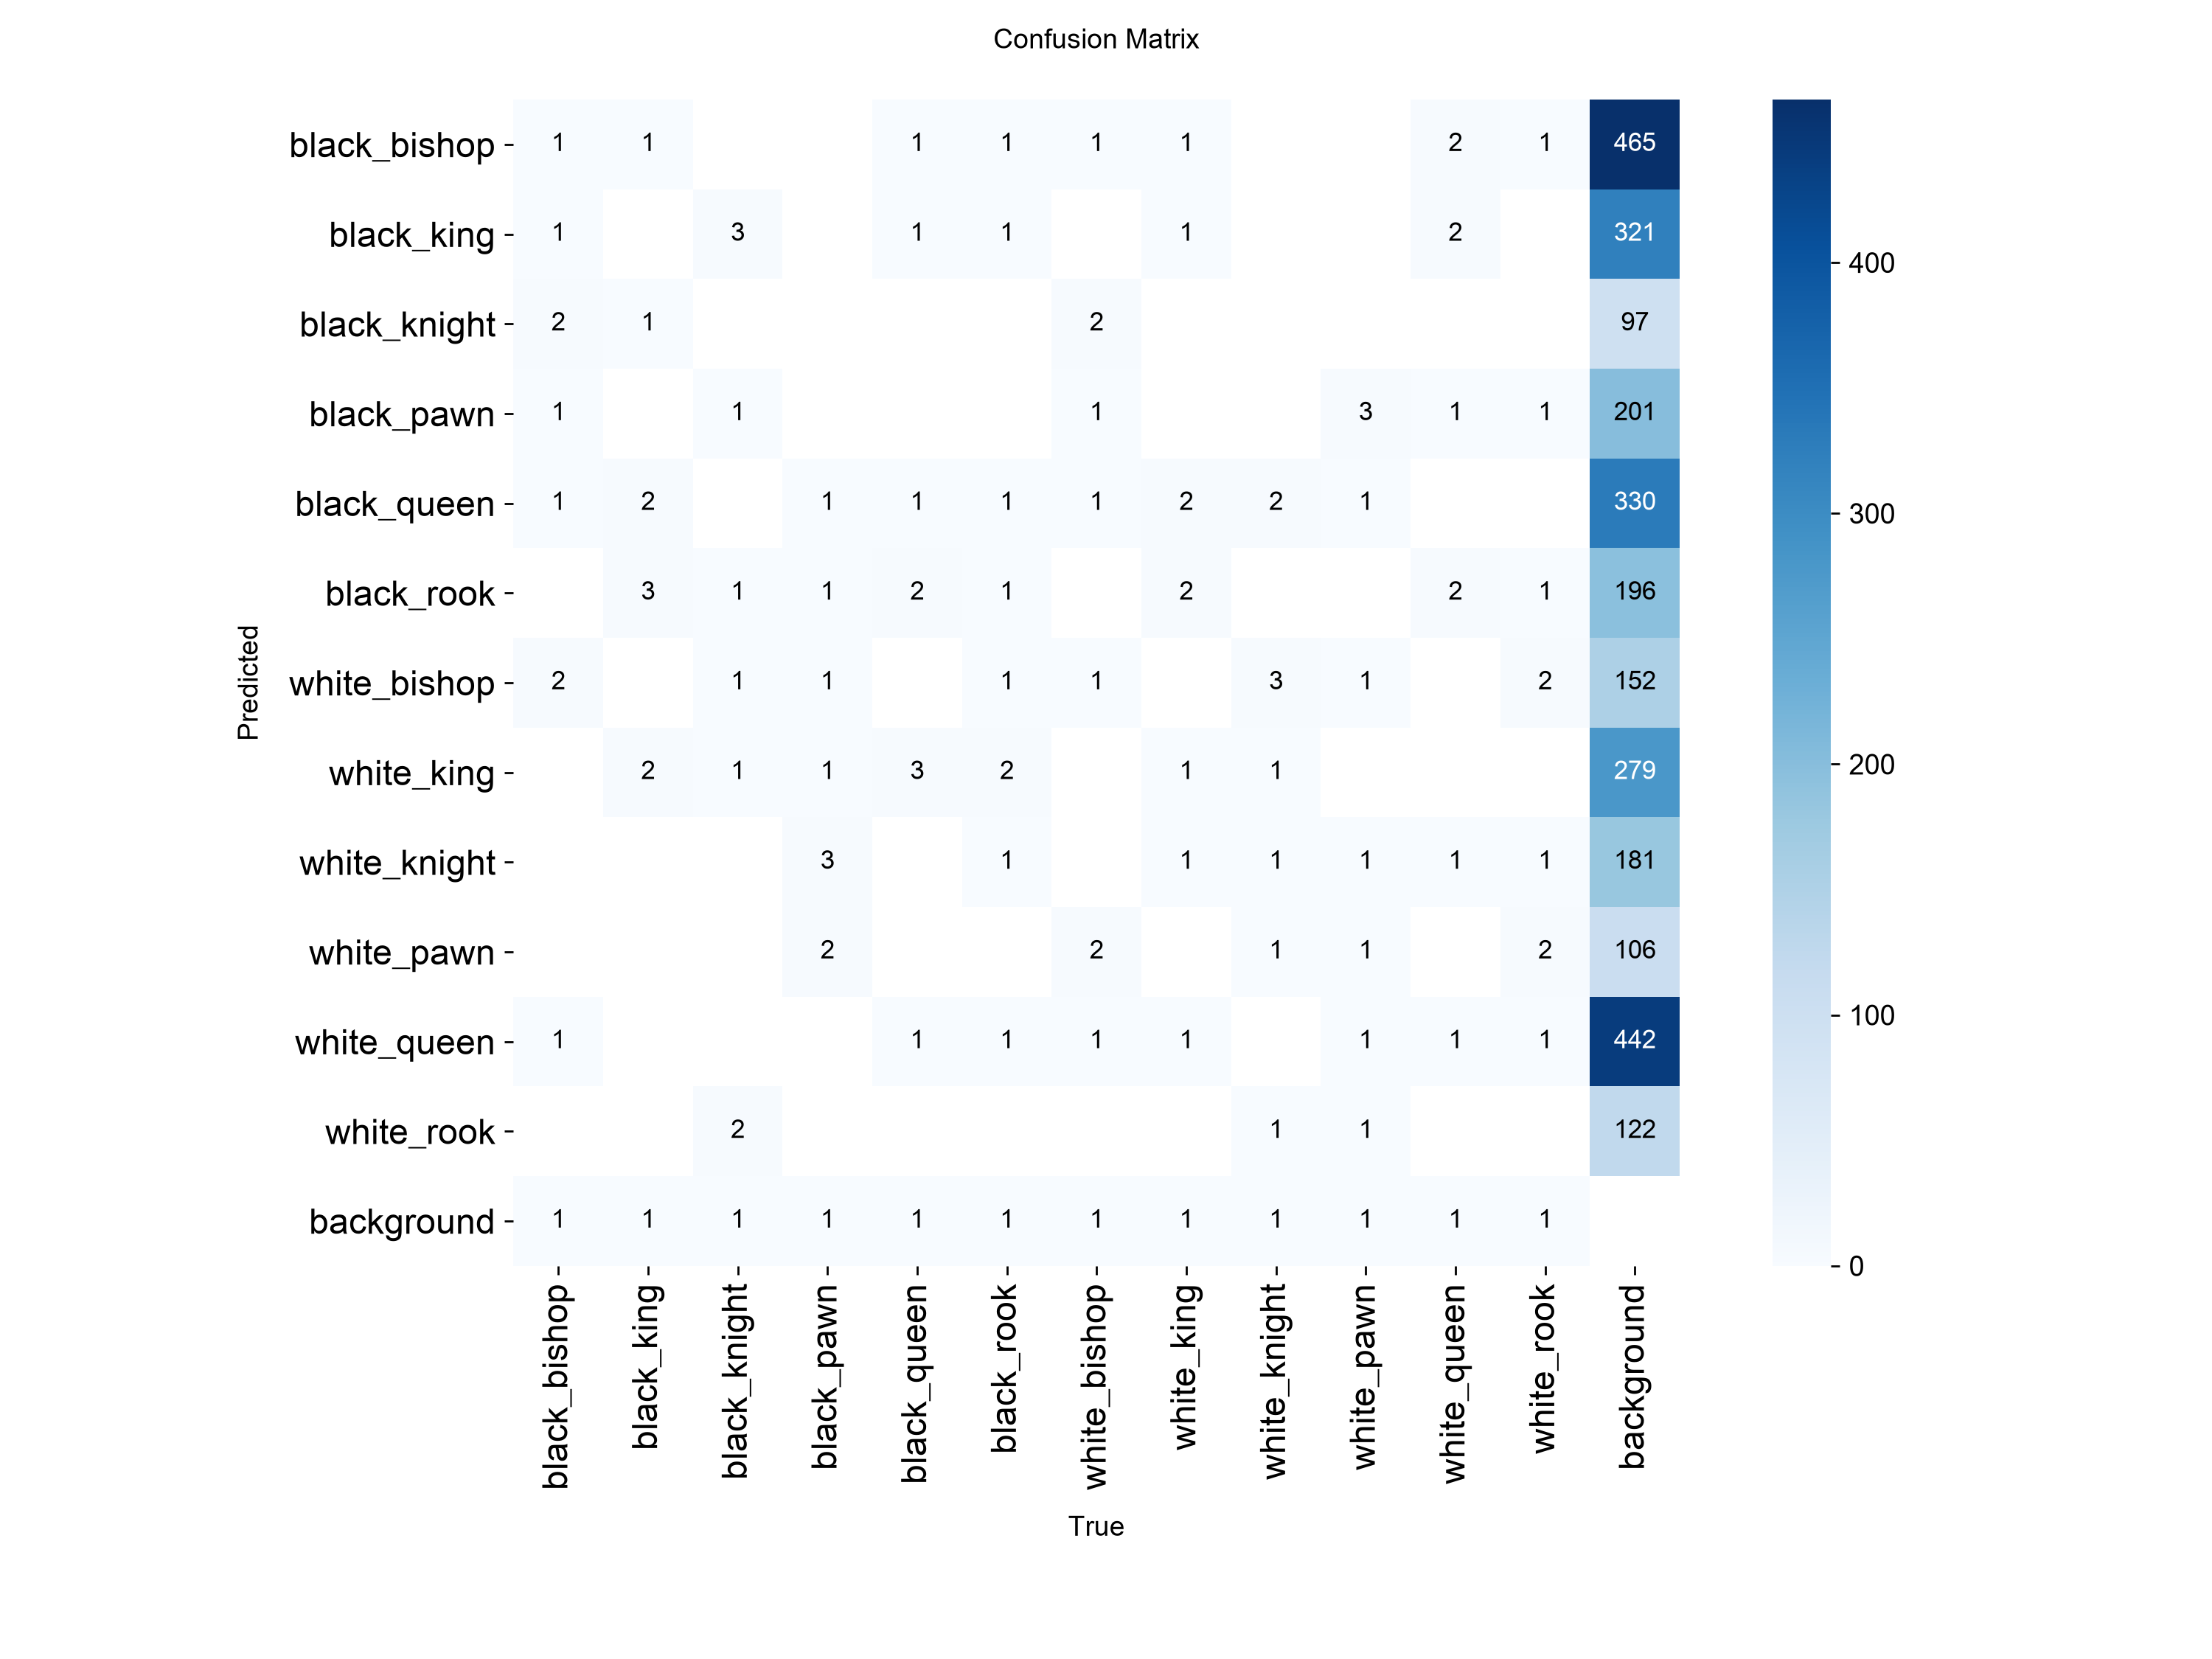 Confusion Matrix
black_bishop 1 1 1 1 1 1 2 1 465
black_king 1 3 1 1 1 2 321
black_knight 2 1 2 97
black_pawn 1 1 1 3 1 1 201
black_queen 1 2 1 1 1 1 2 2 1 330
black_rook 3 1 1 2 1 2 2 1 196
white_bishop 2 1 1 1 1 3 1 2 152
white_king 2 1 1 3 2 1 1 279
white_knight 3 1 1 1 1 1 1 181
white_pawn 2 2 1 1 2 106
white_queen 1 1 1 1 1 1 1 1 442
white_rook 2 1 1 122
background 1 1 1 1 1 1 1 1 1 1 1 1
Predicted
black_bishop
black_king
black_knight
black_pawn
black_queen
black_rook
white_bishop
white_king
white_knight
white_pawn
white_queen
white_rook
background
True
400
300
200
100
0